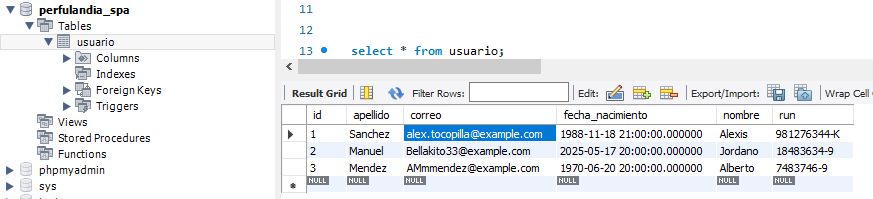 perfulandia_spa
Tables
usuario
Columns
Indexes
Foreign Keys
Triggers
Views
Stored Procedures
Functions
phpmyadmin
sys
11
12
13 select * from usuario;
Result Grid Filter Rows: Edit: Export/Import: Wrap Cell
id apellido correo fecha_nacimiento nombre run
1 Sanchez alex.tocopilla@example.com 1988-11-18 21:00:00.000000 Alexis 981276344-K
2 Manuel Bellakito33@example.com 2025-05-17 20:00:00.000000 Jordano 18483634-9
3 Mendez AMmmendez@example.com 1970-06-20 20:00:00.000000 Alberto 7483746-9
NULL NULL NULL NULL NULL NULL